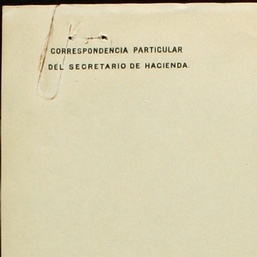 CORRESPONDENCIA PARTICULAR
DEL SECRETARIO DE HACIENDA.